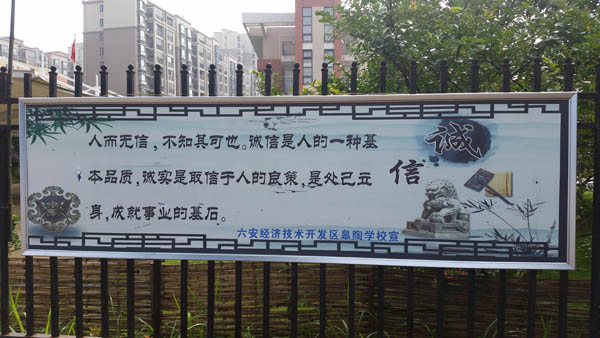 人而无信，不知其可也。诚信是人的一种基
本品质，诚实是取信于人的良策，是处己立
身，成就事业的基石。
诚
信
六安经济技术开发区皋陶学校宣